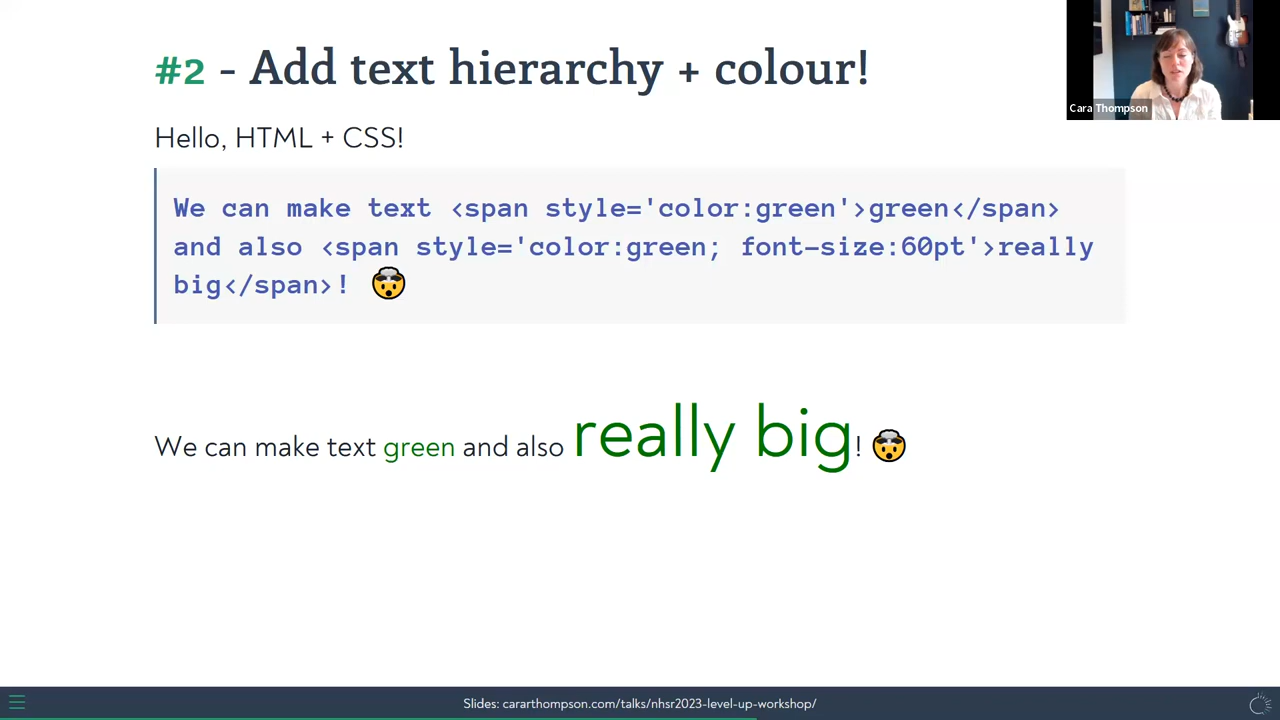 #2 - Add text hierarchy + colour!
Cara Thompson
Hello, HTML + CSS!
We can make text <span style='color:green'>green</span>
and also <span style='color:green; font-size:60pt'>really
big</span>! 🤯
We can make text green and also really big! 🤯
Slides: cararthompson.com/talks/nhsr2023-level-up-workshop/